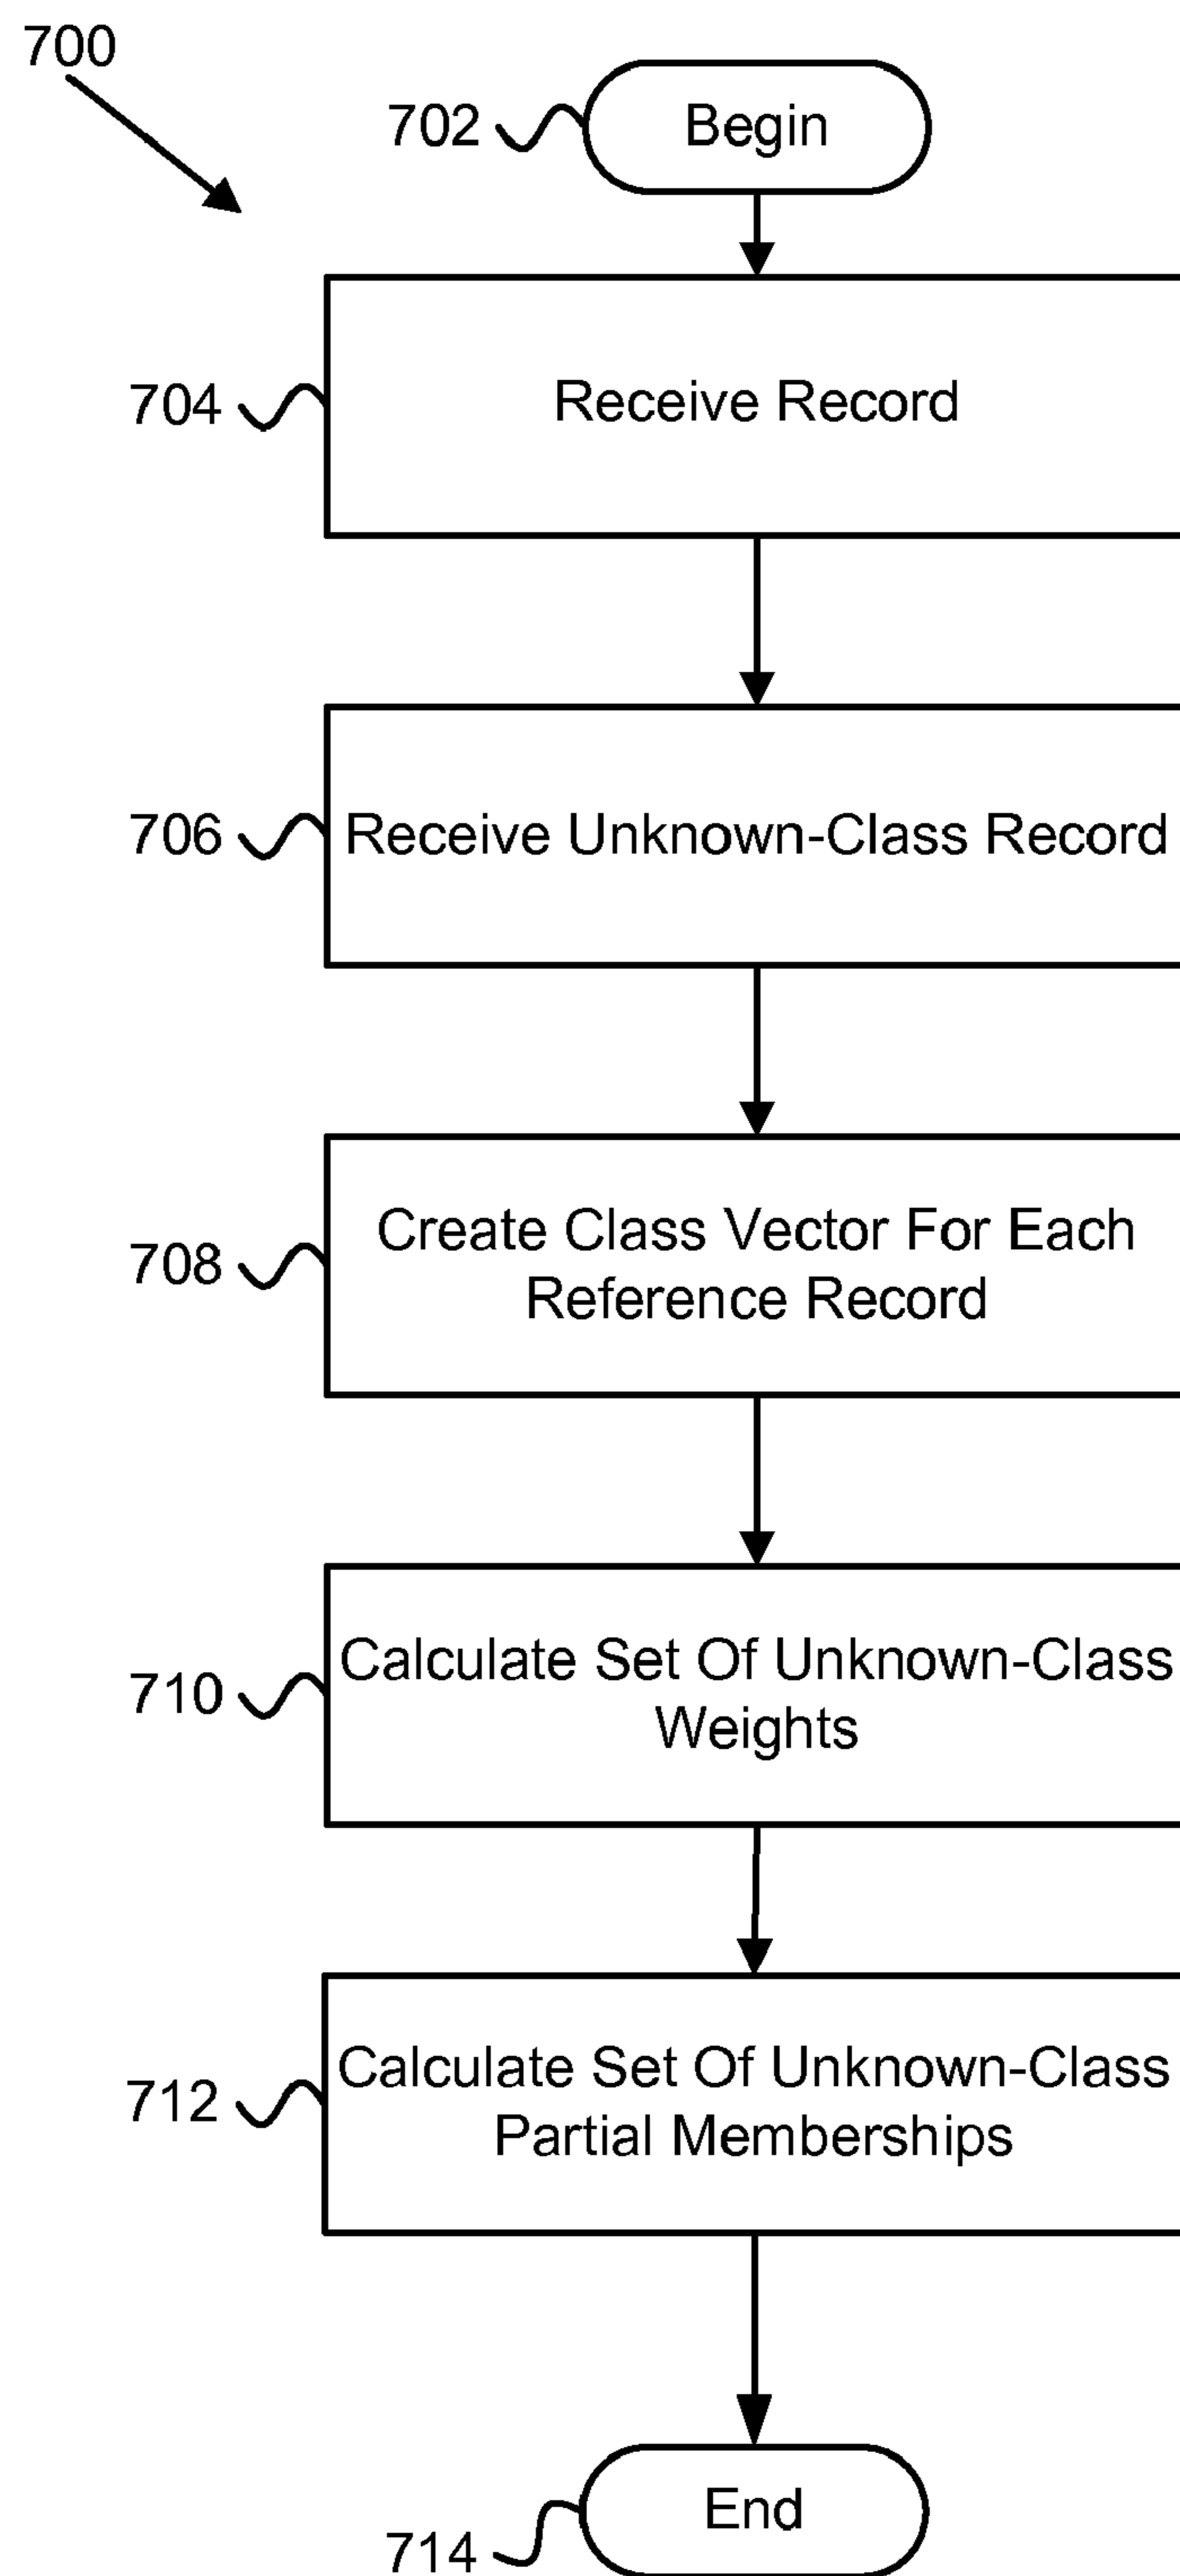 700
702
Begin
704
Receive Record
706
Receive Unknown-Class Record
708
Create Class Vector For Each
Reference Record
710
Calculate Set Of Unknown-Class
Weights
712
Calculate Set Of Unknown-Class
Partial Memberships
714
End